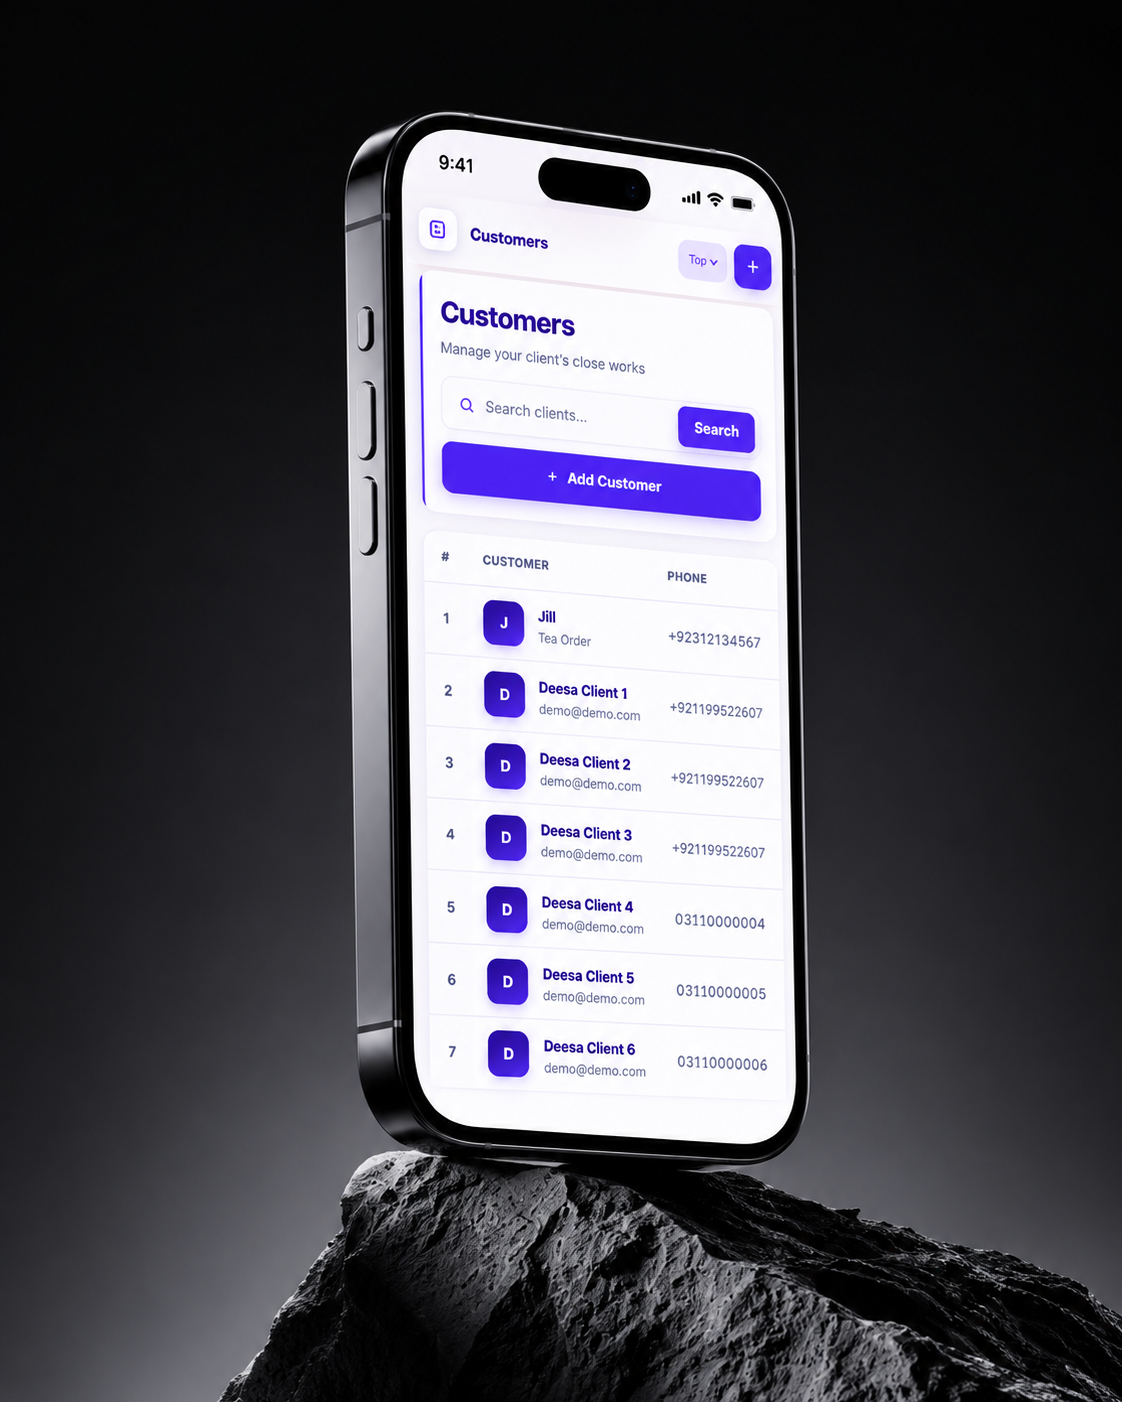 9:41
Customers
Top
+
Customers
Manage your client's close works
Search clients...
Search
+ Add Customer
# CUSTOMER PHONE
1 J Jill +92312134567
Tea Order
2 D Deesa Client 1 +921199522607
demo@demo.com
3 D Deesa Client 2 +921199522607
demo@demo.com
4 D Deesa Client 3 +921199522607
demo@demo.com
5 D Deesa Client 4 03110000004
demo@demo.com
6 D Deesa Client 5 03110000005
demo@demo.com
7 D Deesa Client 6 03110000006
demo@demo.com